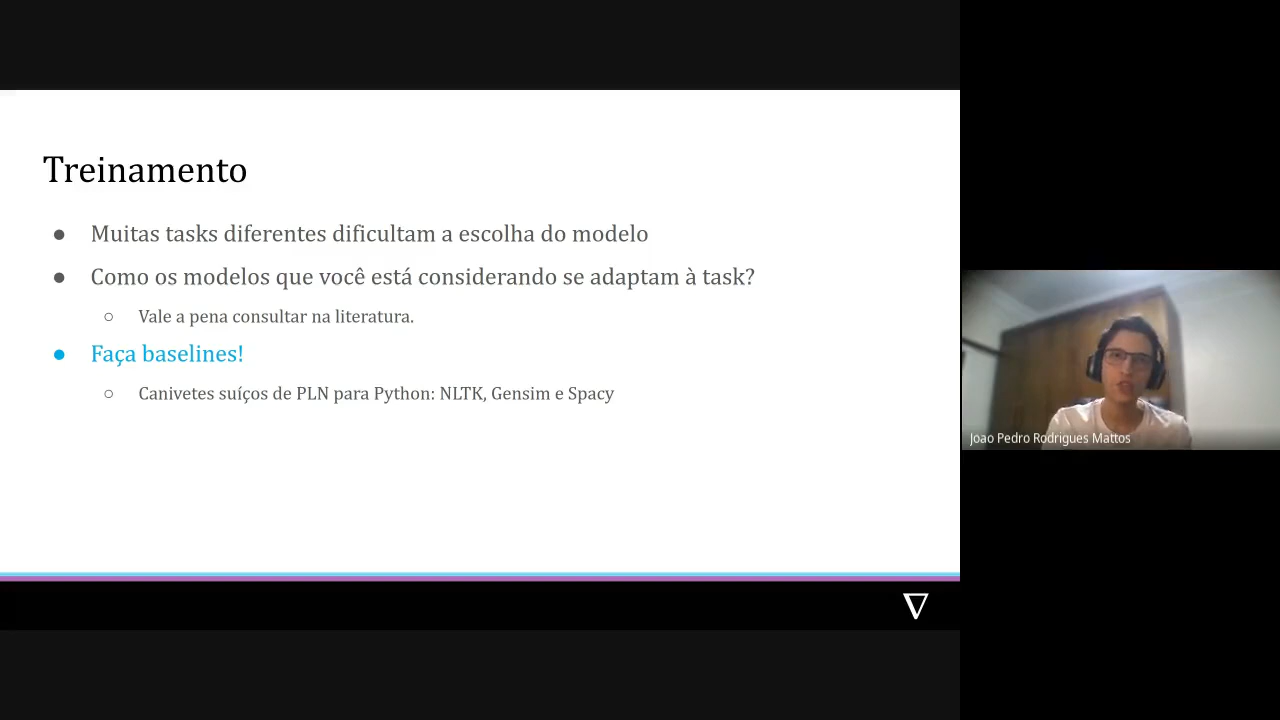 Treinamento
● Muitas tasks diferentes dificultam a escolha do modelo
● Como os modelos que você está considerando se adaptam à task?
○ Vale a pena consultar na literatura.
● Faça baselines!
○ Canivetes suíços de PLN para Python: NLTK, Gensim e Spacy
Joao Pedro Rodrigues Mattos